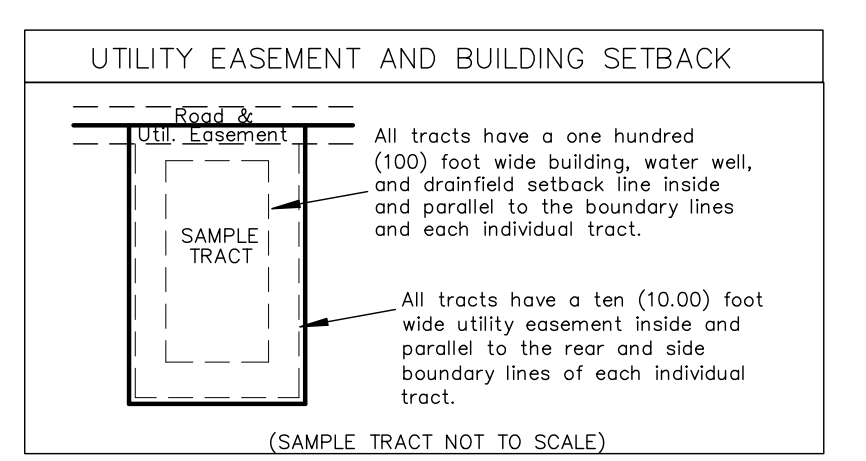 UTILITY EASEMENT AND BUILDING SETBACK
Road &
Util. Easement
All tracts have a one hundred
(100) foot wide building, water well,
and drainfield setback line inside
and parallel to the boundary lines
and each individual tract.
SAMPLE
TRACT
All tracts have a ten (10.00) foot
wide utility easement inside and
parallel to the rear and side
boundary lines of each individual
tract.
(SAMPLE TRACT NOT TO SCALE)